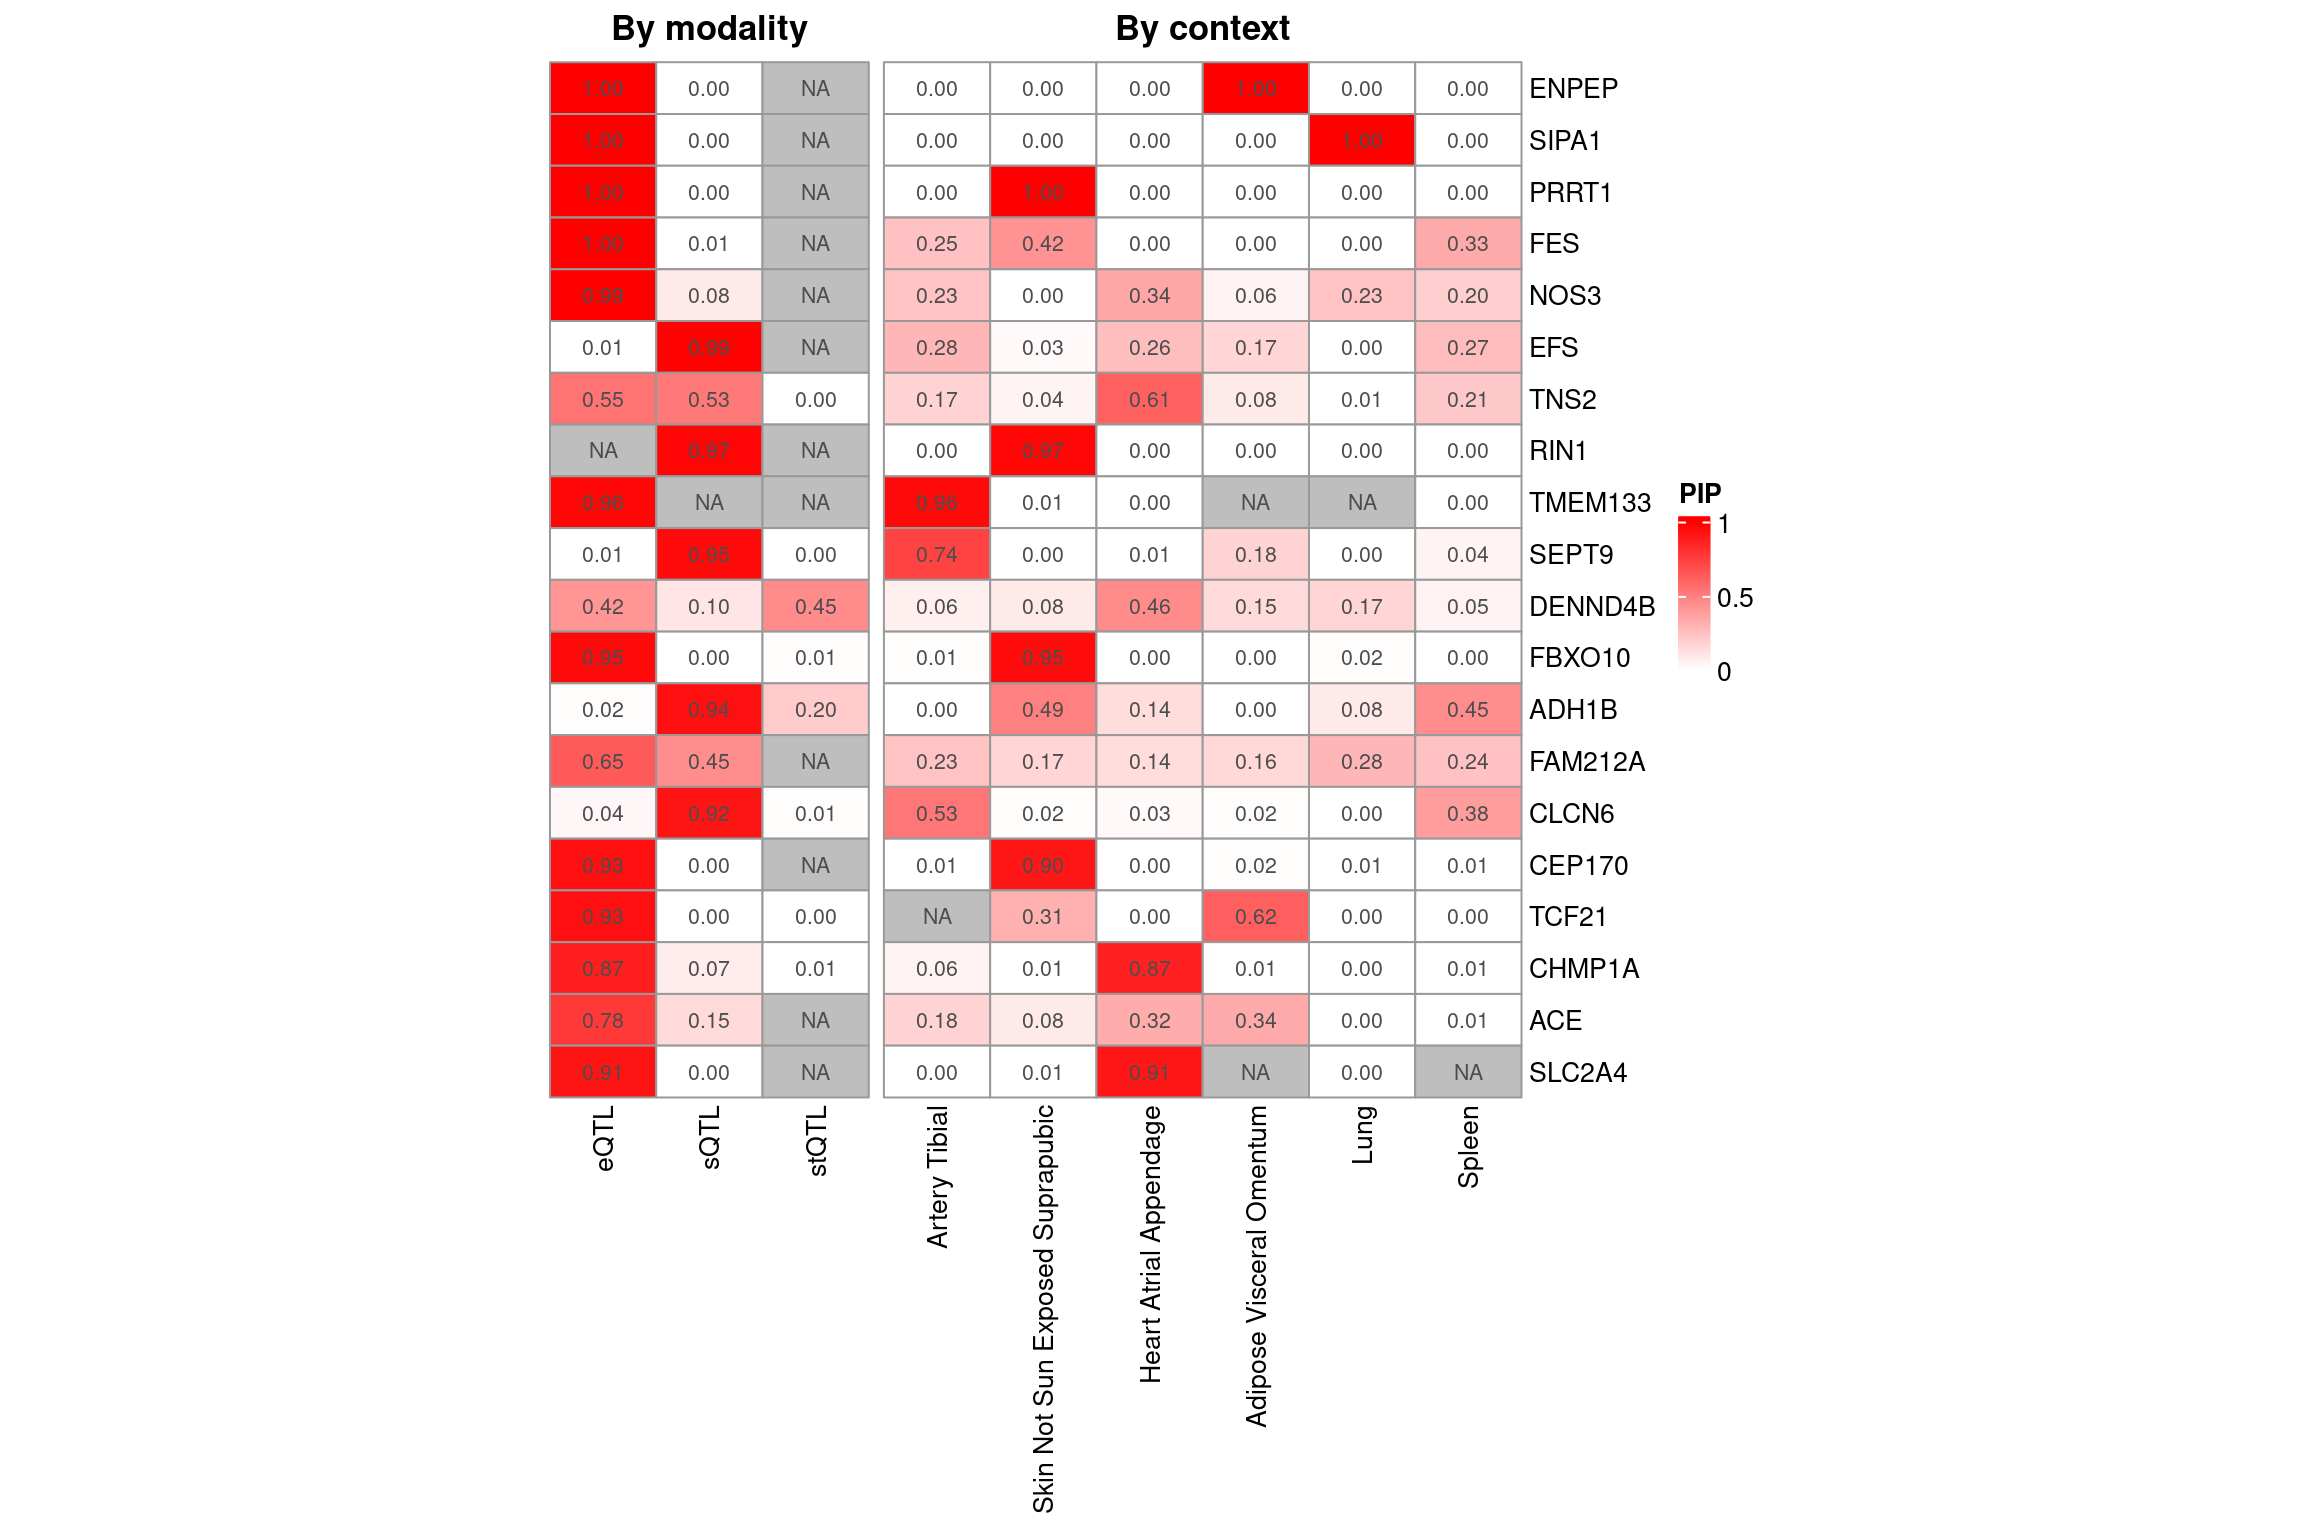 By modality By context
1.00 0.00 NA 0.00 0.00 0.00 1.00 0.00 0.00 ENPEP
1.00 0.00 NA 0.00 0.00 0.00 0.00 1.00 0.00 SIPA1
1.00 0.00 NA 0.00 1.00 0.00 0.00 0.00 0.00 PRRT1
1.00 0.01 NA 0.25 0.42 0.00 0.00 0.00 0.33 FES
0.99 0.08 NA 0.23 0.00 0.34 0.06 0.23 0.20 NOS3
0.01 0.99 NA 0.28 0.03 0.26 0.17 0.00 0.27 EFS
0.55 0.53 0.00 0.17 0.04 0.61 0.08 0.01 0.21 TNS2
NA 0.97 NA 0.00 0.97 0.00 0.00 0.00 0.00 RIN1
0.96 NA NA 0.96 0.01 0.00 NA NA 0.00 TMEM133
0.01 0.95 0.00 0.74 0.00 0.01 0.18 0.00 0.04 SEPT9
0.42 0.10 0.45 0.06 0.08 0.46 0.15 0.17 0.05 DENND4B
0.95 0.00 0.01 0.01 0.95 0.00 0.00 0.02 0.00 FBXO10
0.02 0.94 0.20 0.00 0.49 0.14 0.00 0.08 0.45 ADH1B
0.65 0.45 NA 0.23 0.17 0.14 0.16 0.28 0.24 FAM212A
0.04 0.92 0.01 0.53 0.02 0.03 0.02 0.00 0.38 CLCN6
0.93 0.00 NA 0.01 0.90 0.00 0.02 0.01 0.01 CEP170
0.93 0.00 0.00 NA 0.31 0.00 0.62 0.00 0.00 TCF21
0.87 0.07 0.01 0.06 0.01 0.87 0.01 0.00 0.01 CHMP1A
0.78 0.15 NA 0.18 0.08 0.32 0.34 0.00 0.01 ACE
0.91 0.00 NA 0.00 0.01 0.91 NA 0.00 NA SLC2A4
eQTL
sQTL
stQTL
Artery Tibial
Skin Not Sun Exposed Suprapubic
Heart Atrial Appendage
Adipose Visceral Omentum
Lung
Spleen
PIP
1
0.5
0